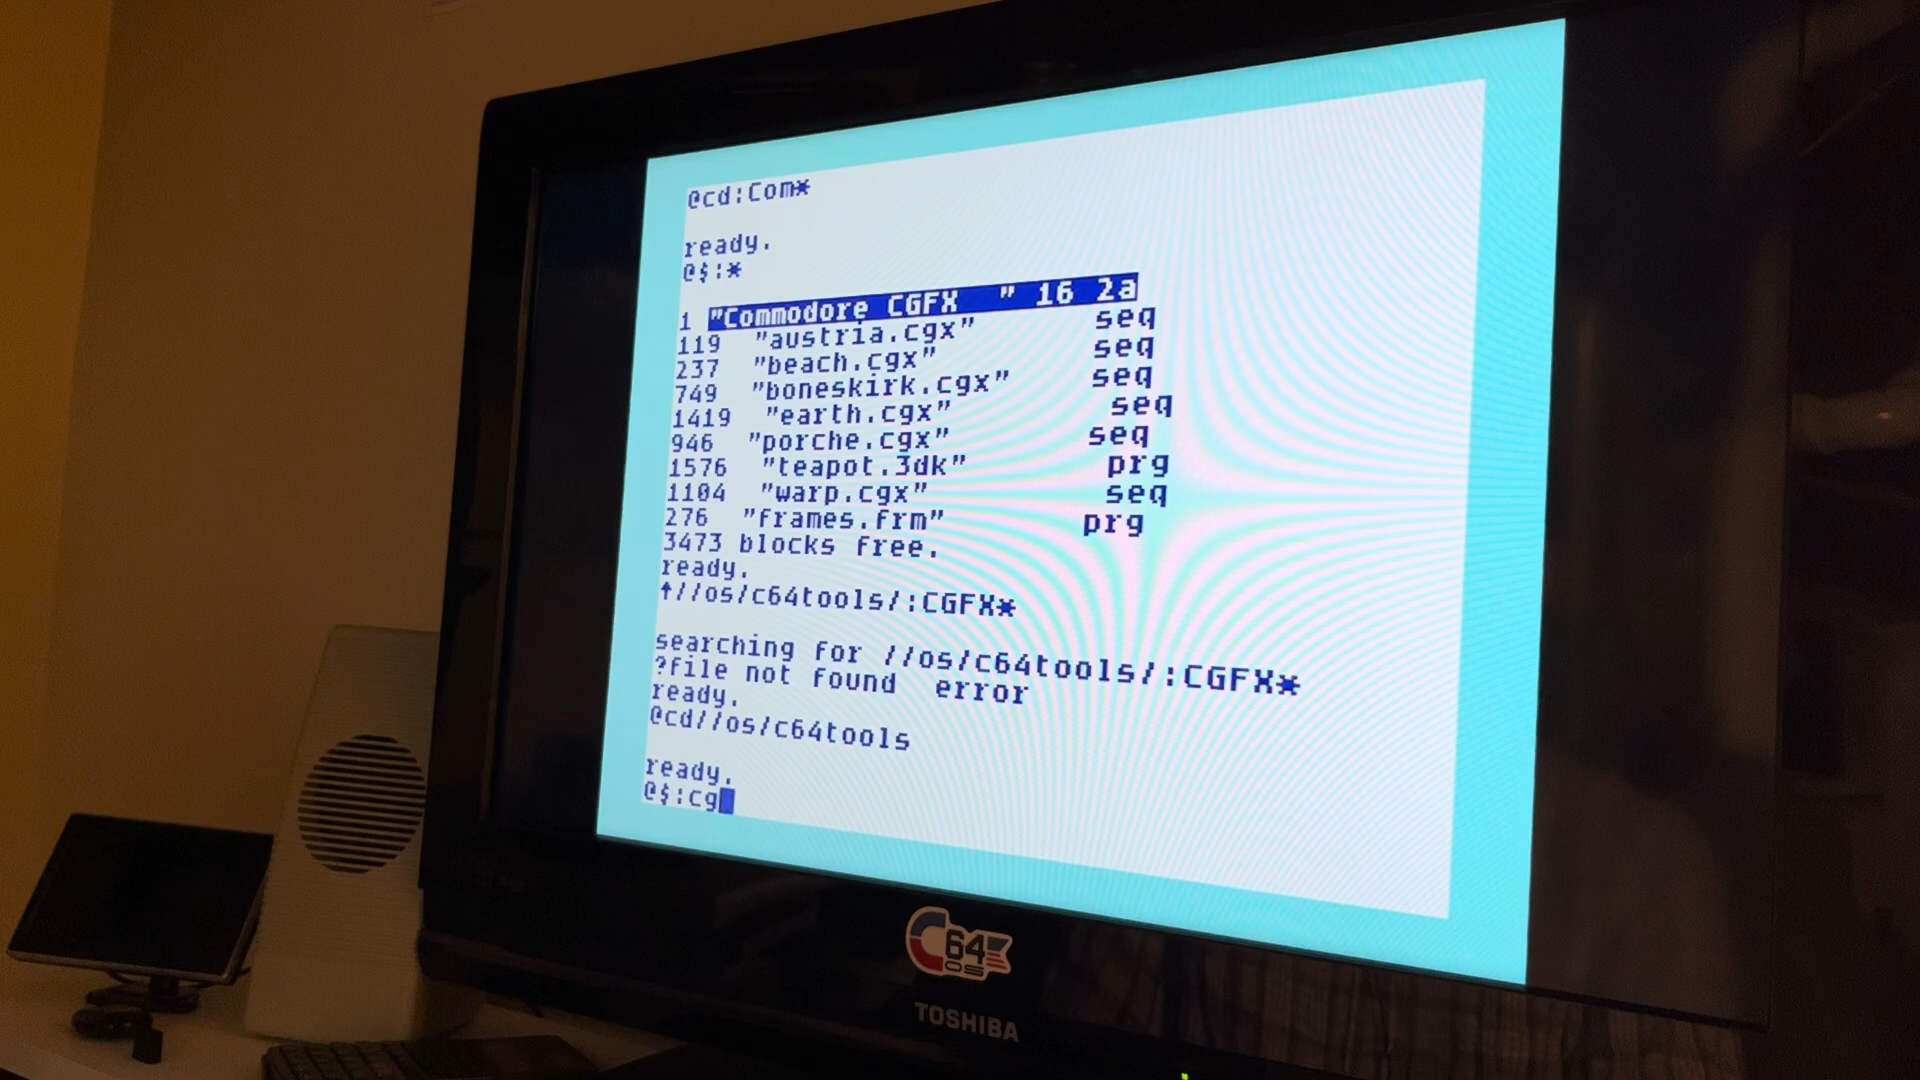 @cd:Com*
ready.
@$:*
1 "Commodore CGFX  " 16 2a
119 "austria.cgx" seq
237 "beach.cgx" seq
749 "boneskirk.cgx" seq
1419 "earth.cgx" seq
946 "porche.cgx" seq
1576 "teapot.3dk" prg
1104 "warp.cgx" seq
276 "frames.frm" prg
3473 blocks free.
ready.
↑//os/c64tools/:CGFX*
searching for //os/c64tools/:CGFX*
?file not found  error
ready.
@cd//os/c64tools
ready.
@$:cg
C64
OS
TOSHIBA